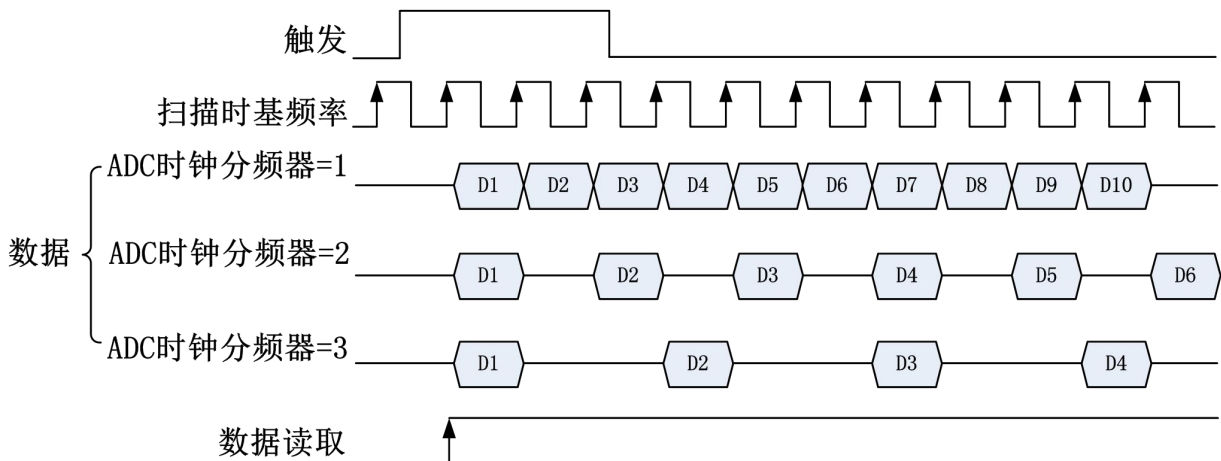 触发
扫描时基频率
数据
ADC时钟分频器=1
D1 D2 D3 D4 D5 D6 D7 D8 D9 D10
ADC时钟分频器=2
D1 D2 D3 D4 D5 D6
ADC时钟分频器=3
D1 D2 D3 D4
数据读取